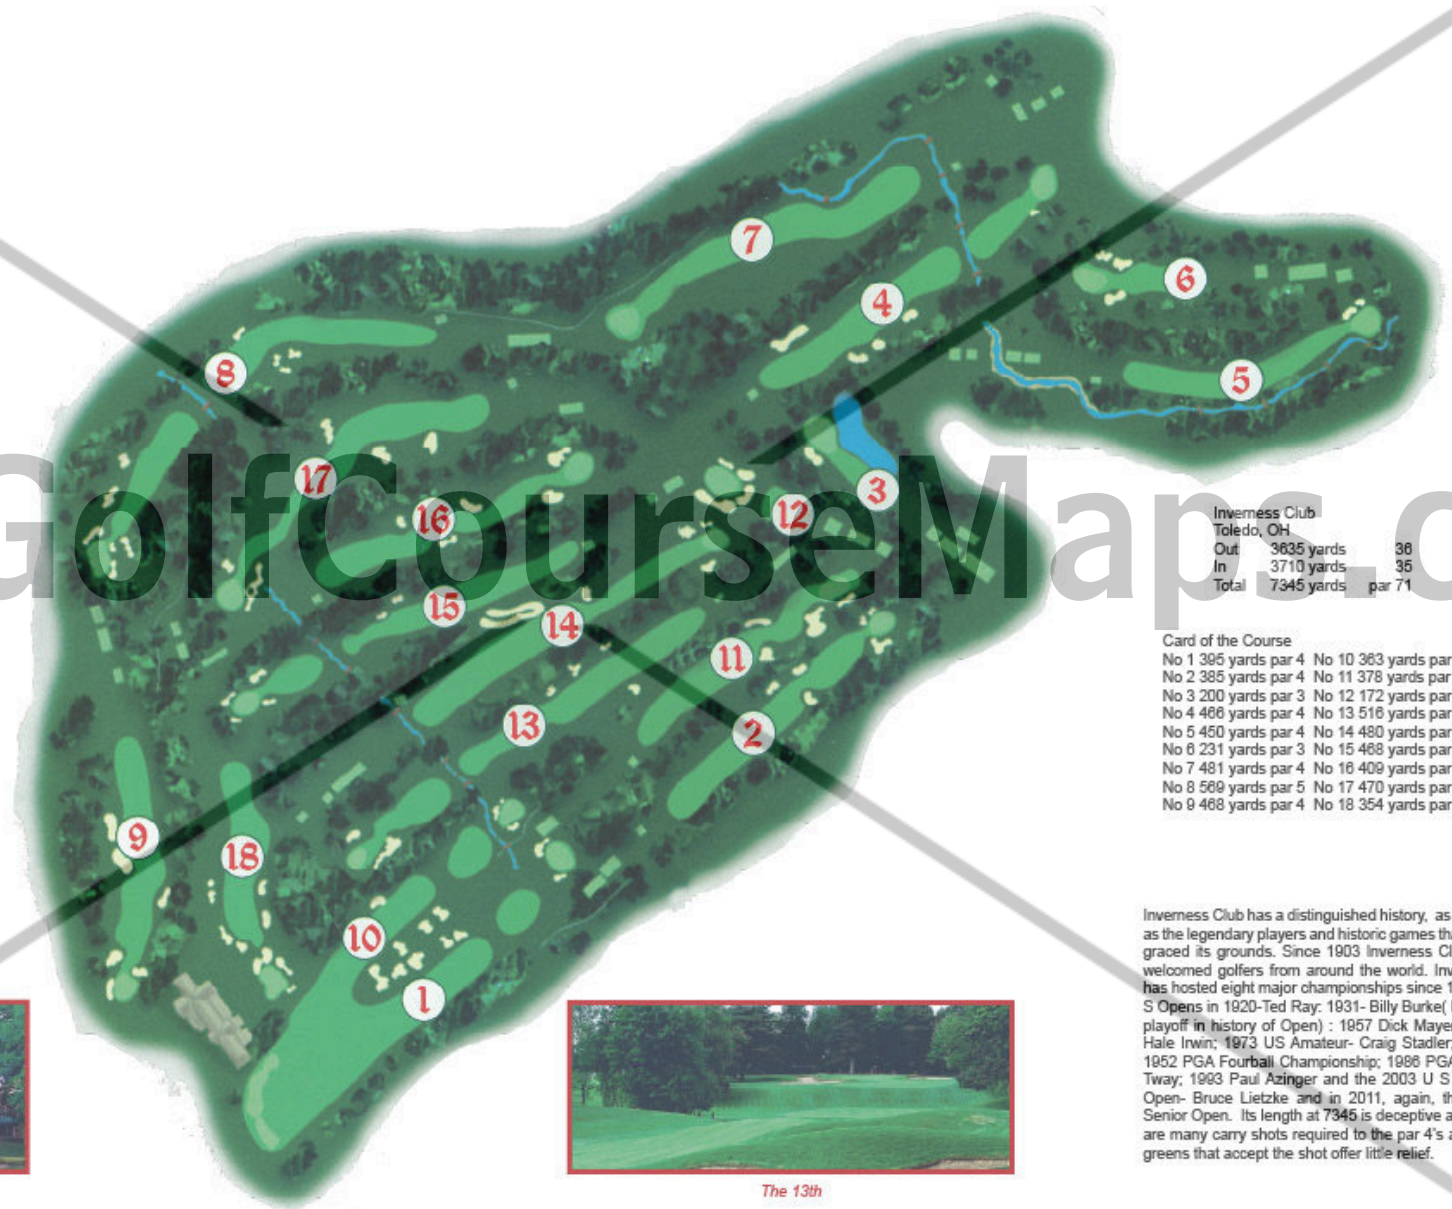 7
6
4
5
8
17
3
16
12
15
14
11
13
2
9
18
10
1
GolfCourseMaps.c
Inverness Club
Toledo, OH
Out 3635 yards 36
In 3710 yards 35
Total 7345 yards par 71
Card of the Course
No 1 395 yards par 4 No 10 363 yards par
No 2 385 yards par 4 No 11 378 yards par
No 3 200 yards par 3 No 12 172 yards par
No 4 466 yards par 4 No 13 516 yards par
No 5 450 yards par 4 No 14 480 yards par
No 6 231 yards par 3 No 15 468 yards par
No 7 481 yards par 4 No 16 409 yards par
No 8 569 yards par 5 No 17 470 yards par
No 9 468 yards par 4 No 18 354 yards par
Inverness Club has a distinguished history, as
as the legendary players and historic games tha
graced its grounds. Since 1903 Inverness Cl
welcomed golfers from around the world. Inv
has hosted eight major championships since 1
S Opens in 1920-Ted Ray: 1931- Billy Burke(
playoff in history of Open) : 1957 Dick Mayer
Hale Irwin; 1973 US Amateur- Craig Stadler;
1952 PGA Fourball Championship; 1986 PGA
Tway; 1993 Paul Azinger and the 2003 U S
Open- Bruce Lietzke and in 2011, again, th
Senior Open. Its length at 7345 is deceptive a
are many carry shots required to the par 4's a
greens that accept the shot offer little relief.
The 13th